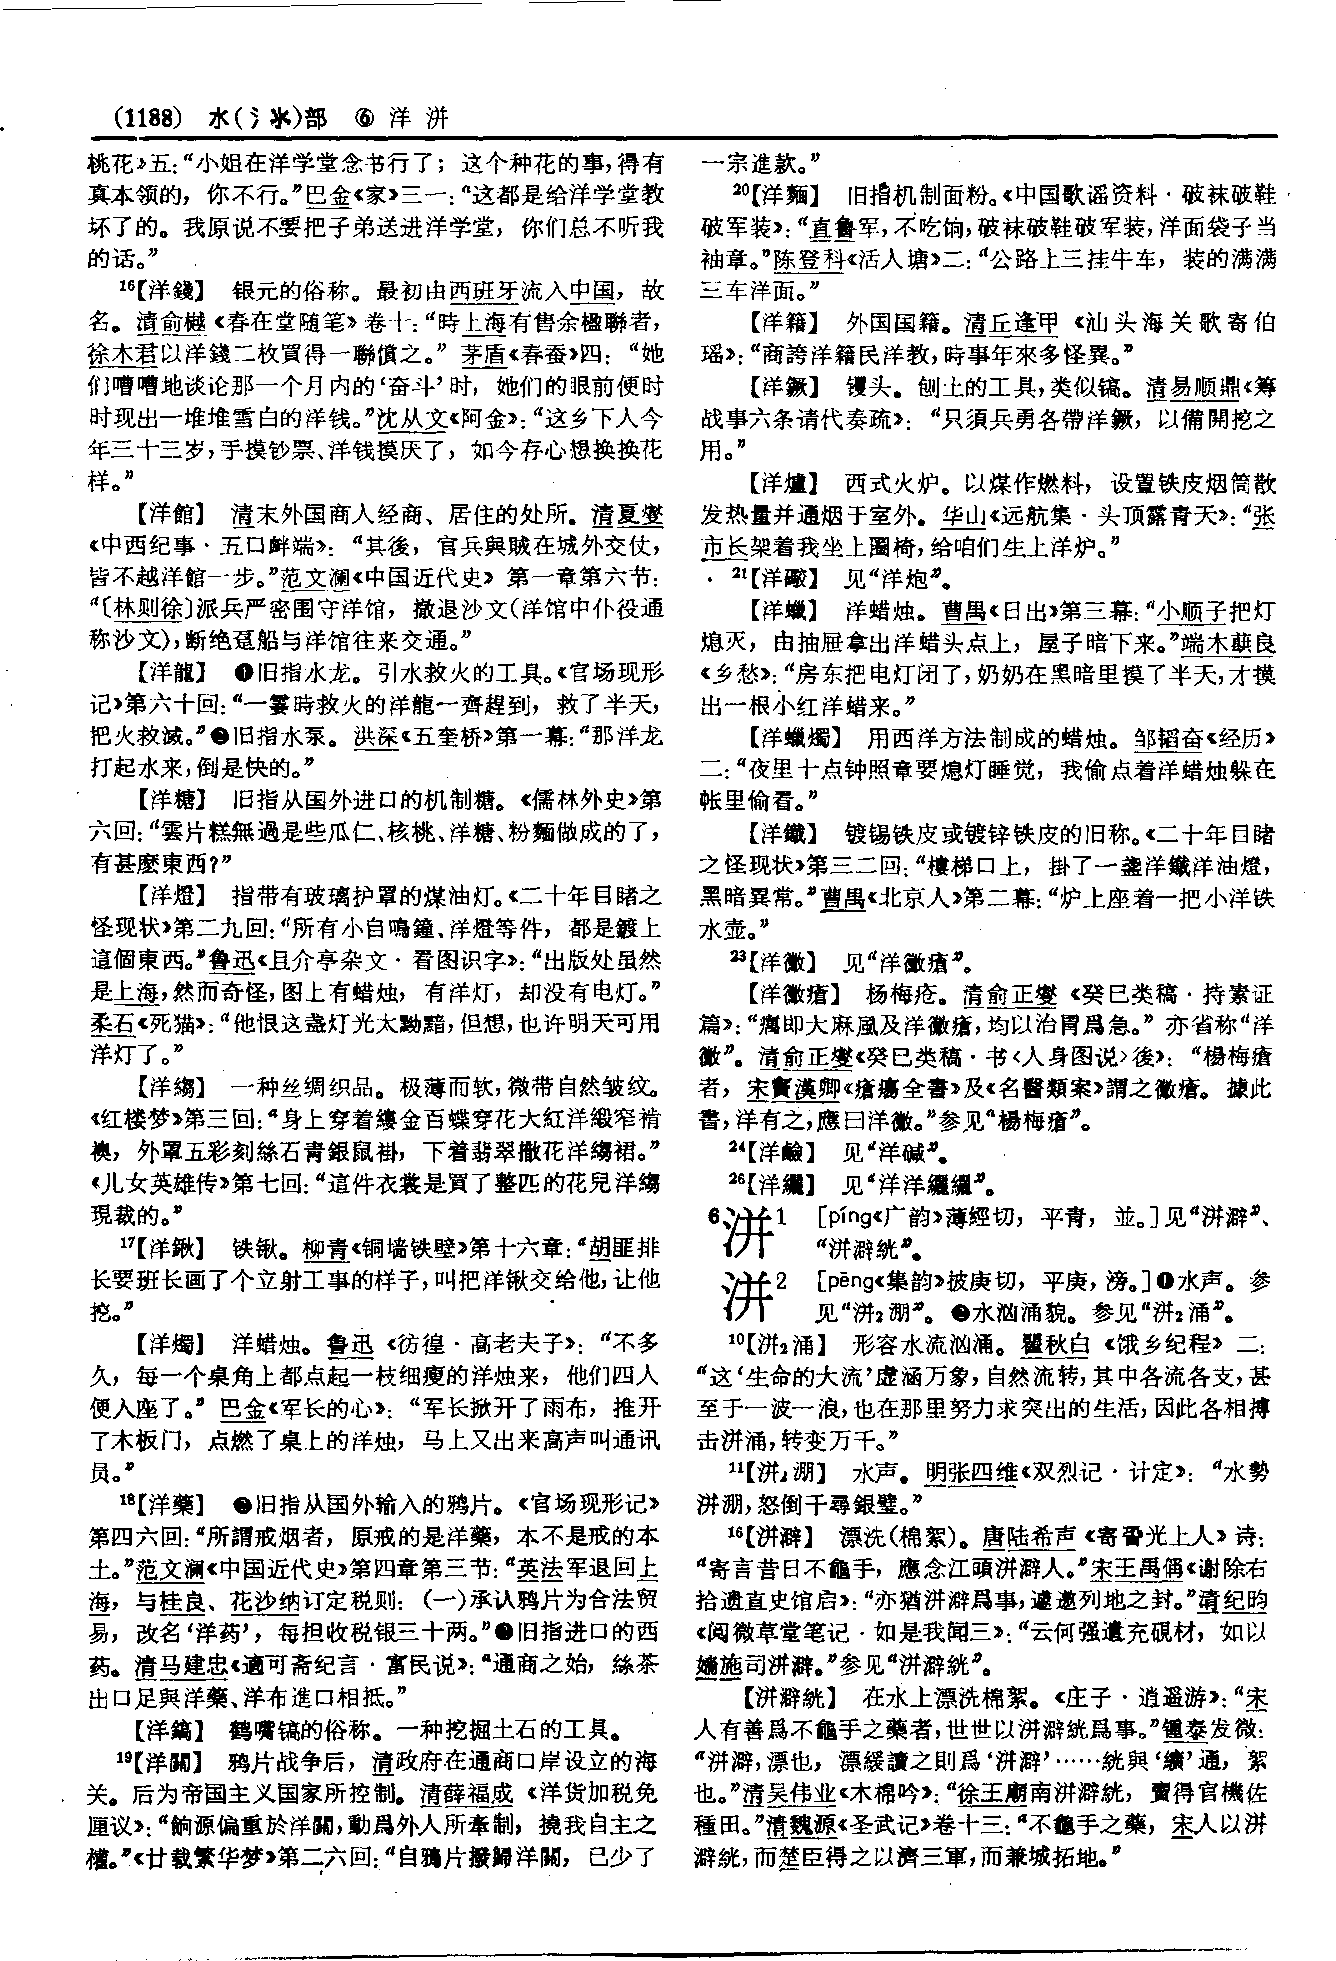 (1188) 水(氵氺)部 ⑥ 洋 洴
桃花》五：“小姐在洋学堂念书行了；这个种花的事，得有
真本领的，你不行。”巴金《家》三一：“这都是给洋学堂教
坏了的。我原说不要把子弟送进洋学堂，你们总不听我
的话。”
16【洋錢】 银元的俗称。最初由西班牙流入中国，故
名。清俞樾《春在堂随笔》卷十：“時上海有售余楹聯者，
徐木君以洋錢二枚買得一聯償之。”茅盾《春蚕》四：“她
们嘈嘈地谈论那一个月内的‘奋斗’时，她们的眼前便时
时现出一堆堆雪白的洋钱。”沈从文《阿金》：“这乡下人今
年三十三岁，手摸钞票、洋钱摸厌了，如今存心想换换花
样。”
【洋館】 清末外国商人经商、居住的处所。清夏燮
《中西纪事·五口衅端》：“其後，官兵與賊在城外交仗，
皆不越洋館一步。”范文澜《中国近代史》第一章第六节：
“〔林则徐〕派兵严密围守洋馆，撤退沙文（洋馆中仆役通
称沙文），断绝趸船与洋馆往来交通。”
【洋龍】 ❶旧指水龙。引水救火的工具。《官场现形
记》第六十回：“一霎時救火的洋龍一齊趕到，救了半天，
把火救滅。”❷旧指水泵。洪深《五奎桥》第一幕：“那洋龙
打起水来，倒是快的。”
【洋糖】 旧指从国外进口的机制糖。《儒林外史》第
六回：“雲片糕無過是些瓜仁、核桃、洋糖、粉麵做成的了，
有甚麽東西？”
【洋燈】 指带有玻璃护罩的煤油灯。《二十年目睹之
怪现状》第二九回：“所有小自鳴鐘、洋燈等件，都是鍍上
這個東西。”鲁迅《且介亭杂文·看图识字》：“出版处虽然
是上海，然而奇怪，图上有蜡烛，有洋灯，却没有电灯。”
柔石《死猫》：“他恨这盏灯光太黝黯，但想，也许明天可用
洋灯了。”
【洋縐】 一种丝绸织品。极薄而软，微带自然皱纹。
《红楼梦》第三回：“身上穿着縷金百蝶穿花大紅洋緞窄褃
襖，外罩五彩刻絲石青銀鼠褂，下着翡翠撒花洋縐裙。”
《儿女英雄传》第七回：“這件衣裳是買了整匹的花兒洋縐
現裁的。”
17【洋鍬】 铁锹。柳青《铜墙铁壁》第十六章：“胡匪排
长要班长画了个立射工事的样子，叫把洋锹交给他，让他
挖。”
【洋燭】 洋蜡烛。鲁迅《彷徨·高老夫子》：“不多
久，每一个桌角上都点起一枝细瘦的洋烛来，他们四人
便入座了。”巴金《军长的心》：“军长掀开了雨布，推开
了木板门，点燃了桌上的洋烛，马上又出来高声叫通讯
员。”
18【洋藥】 ❶旧指从国外输入的鸦片。《官场现形记》
第四六回：“所謂戒烟者，原戒的是洋藥，本不是戒的本
土。”范文澜《中国近代史》第四章第三节：“英法军退回上
海，与桂良、花沙纳订定税则：（一）承认鸦片为合法贸
易，改名‘洋药’，每担收税银三十两。”❷旧指进口的西
药。清马建忠《適可斋纪言·富民说》：“通商之始，絲茶
出口足與洋藥、洋布進口相抵。”
【洋鎬】 鹤嘴镐的俗称。一种挖掘土石的工具。
19【洋關】 鸦片战争后，清政府在通商口岸设立的海
关。后为帝国主义国家所控制。清薛福成《洋货加税免
厘议》：“餉源偏重於洋關，動爲外人所牽制，撓我自主之
權。”《廿载繁华梦》第二六回：“自鴉片撥歸洋關，已少了
一宗進款。”
20【洋麵】 旧指机制面粉。《中国歌谣资料·破袜破鞋
破军装》：“直鲁军，不吃饷，破袜破鞋破军装，洋面袋子当
袖章。”陈登科《活人塘》二：“公路上三挂牛车，装的满满
三车洋面。”
【洋籍】 外国国籍。清丘逢甲《汕头海关歌寄伯
瑶》：“商誇洋籍民洋教，時事年來多怪異。”
【洋鐝】 镢头。刨土的工具，类似镐。清易顺鼎《筹
战事六条请代奏疏》：“只須兵勇各帶洋鐝，以備開挖之
用。”
【洋爐】 西式火炉。以煤作燃料，设置铁皮烟筒散
发热量并通烟于室外。华山《远航集·头顶露青天》：“张
市长架着我坐上圈椅，给咱们生上洋炉。”
21【洋礮】 见“洋炮”。
【洋蠟】 洋蜡烛。曹禺《日出》第三幕：“小顺子把灯
熄灭，由抽屉拿出洋蜡头点上，屋子暗下来。”端木蕻良
《乡愁》：“房东把电灯闭了，奶奶在黑暗里摸了半天，才摸
出一根小红洋蜡来。”
【洋蠟燭】 用西洋方法制成的蜡烛。邹韬奋《经历》
二：“夜里十点钟照章要熄灯睡觉，我偷点着洋蜡烛躲在
帐里偷看。”
【洋鐵】 镀锡铁皮或镀锌铁皮的旧称。《二十年目睹
之怪现状》第三二回：“樓梯口上，掛了一盞洋鐵洋油燈，
黑暗異常。”曹禺《北京人》第二幕：“炉上座着一把小洋铁
水壶。”
23【洋黴】 见“洋黴瘡”。
【洋黴瘡】 杨梅疮。清俞正燮《癸巳类稿·持素证
篇》：“癘即大麻風及洋黴瘡，均以治胃爲急。”亦省称“洋
黴”。清俞正燮《癸巳类稿·书〈人身图说〉後》：“楊梅瘡
者，宋竇漢卿《瘡瘍全書》及《名醫類案》謂之黴瘡。據此
書，洋有之，應曰洋黴。”参见“楊梅瘡”。
24【洋鹼】 见“洋碱”。
26【洋纚】 见“洋洋纚纚”。
6洴1 ［píng《广韵》薄經切，平青，並。］见“洴澼”、
“洴澼絖”。
洴2 ［pēng《集韵》披庚切，平庚，滂。］❶水声。参
见“洴2淜”。❷水汹涌貌。参见“洴2涌”。
10【洴2涌】 形容水流汹涌。瞿秋白《饿乡纪程》二：
“这‘生命的大流’虚涵万象，自然流转，其中各流各支，甚
至于一波一浪，也在那里努力求突出的生活，因此各相搏
击洴涌，转变万千。”
11【洴2淜】 水声。明张四维《双烈记·计定》：“水勢
洴淜，怒倒千尋銀壁。”
16【洴澼】 漂洗（棉絮）。唐陆希声《寄䛒光上人》诗：
“寄言昔日不龜手，應念江頭洴澼人。”宋王禹偁《谢除右
拾遗直史馆启》：“亦猶洴澼爲事，遽邀列地之封。”清纪昀
《阅微草堂笔记·如是我闻三》：“云何强遣充硯材，如以
嬙施司洴澼。”参见“洴澼絖”。
【洴澼絖】 在水上漂洗棉絮。《庄子·逍遥游》：“宋
人有善爲不龜手之藥者，世世以洴澼絖爲事。”锺泰发微：
“洴澼，漂也，漂緩讀之則爲‘洴澼’……絖與‘纊’通，絮
也。”清吴伟业《木棉吟》：“徐王廟南洴澼絖，賣得官機佐
種田。”清魏源《圣武记》卷十三：“不龜手之藥，宋人以洴
澼絖，而楚臣得之以濟三軍，而兼城拓地。”